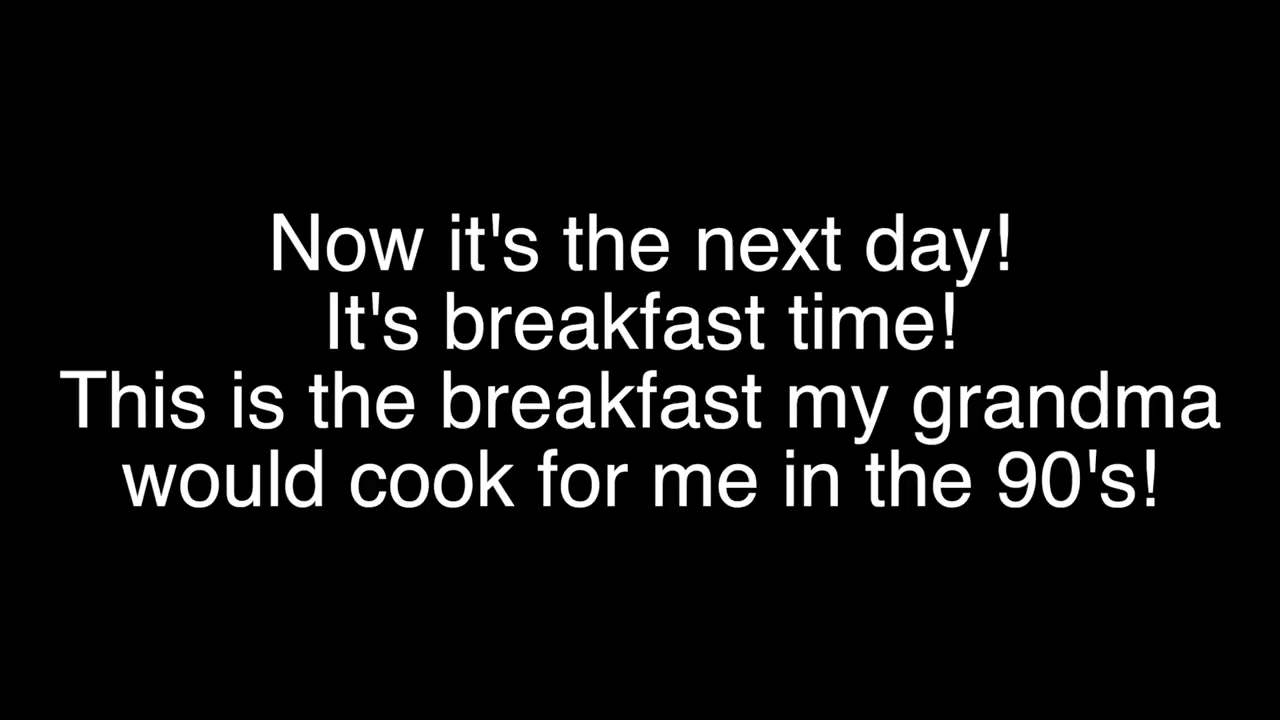 Now it's the next day!
It's breakfast time!
This is the breakfast my grandma
would cook for me in the 90's!